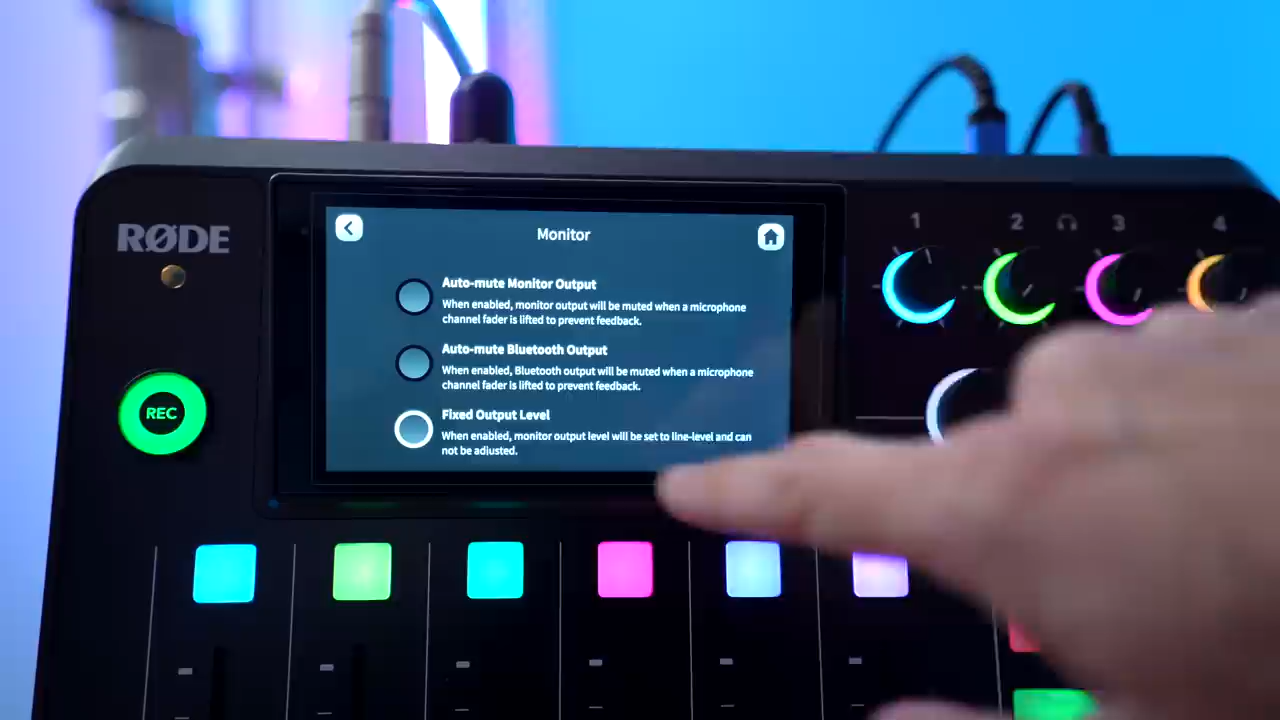 RØDE
Monitor
Auto-mute Monitor Output
When enabled, monitor output will be muted when a microphone
channel fader is lifted to prevent feedback.
Auto-mute Bluetooth Output
When enabled, Bluetooth output will be muted when a microphone
channel fader is lifted to prevent feedback.
Fixed Output Level
When enabled, monitor output level will be set to line-level and can
not be adjusted.
1 2 3 4
REC